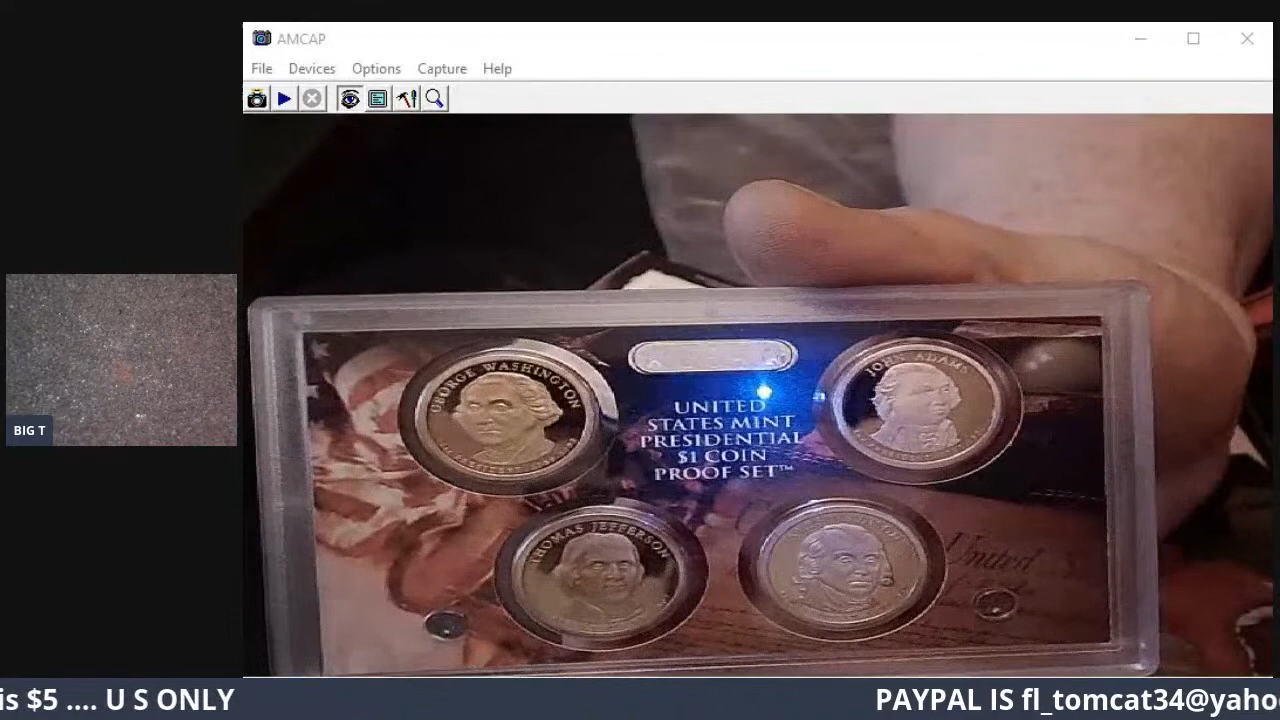 AMCAP
File Devices Options Capture Help
GEORGE WASHINGTON
JOHN ADAMS
UNITED
STATES MINT
PRESIDENTIAL
$1 COIN
PROOF SET™
THOMAS JEFFERSON
United
BIG T
is $5 .... U S ONLY
PAYPAL IS fl_tomcat34@yaho